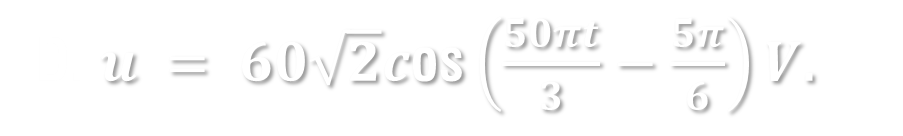 u = 60√2cos(50πt/3 − 5π/6) V.